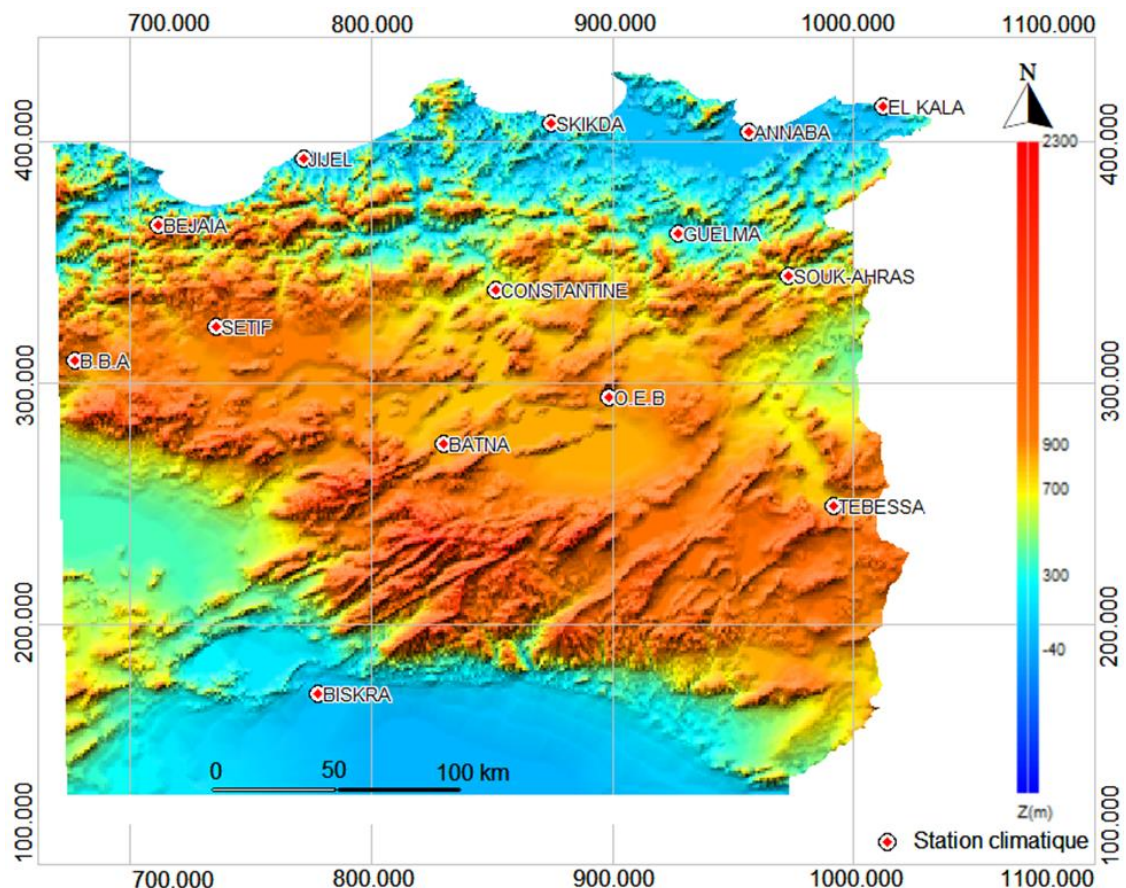 700.000 800.000 900.000 1000.000 1100.000
N
EL KALA
SKIKDA
ANNABA
400.000
400.000
2300
JIJEL
BEJAIA
GUELMA
SOUK-AHRAS
CONSTANTINE
SETIF
B.B.A
300.000
300.000
O.E.B
BATNA
900
700
TEBESSA
300
200.000
200.000
-40
BISKRA
0 50 100 km
100.000
100.000
Z(m)
Station climatique
700.000 800.000 900.000 1000.000 1100.000